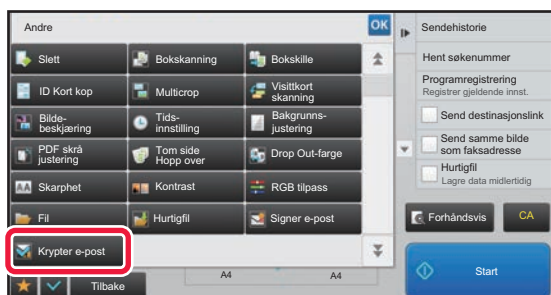 Andre
OK
Slett
Bokskanning
Bokskille
ID Kort kop
Multicrop
Visittkort
skanning
Bilde-
beskjæring
Tids-
innstilling
Bakgrunns-
justering
PDF skrå
justering
Tom side
Hopp over
Drop Out-farge
AA Skarphet
Kontrast
RGB tilpass
Fil
Hurtigfil
Signer e-post
Krypter e-post
Tilbake
A4
A4
Sendehistorie
Hent søkenummer
Programregistrering
Registrer gjeldende innst.
Send destinasjonslink
Send samme bilde
som faksadresse
Hurtigfil
Lagre data midlertidig
Forhåndsvis
CA
Start